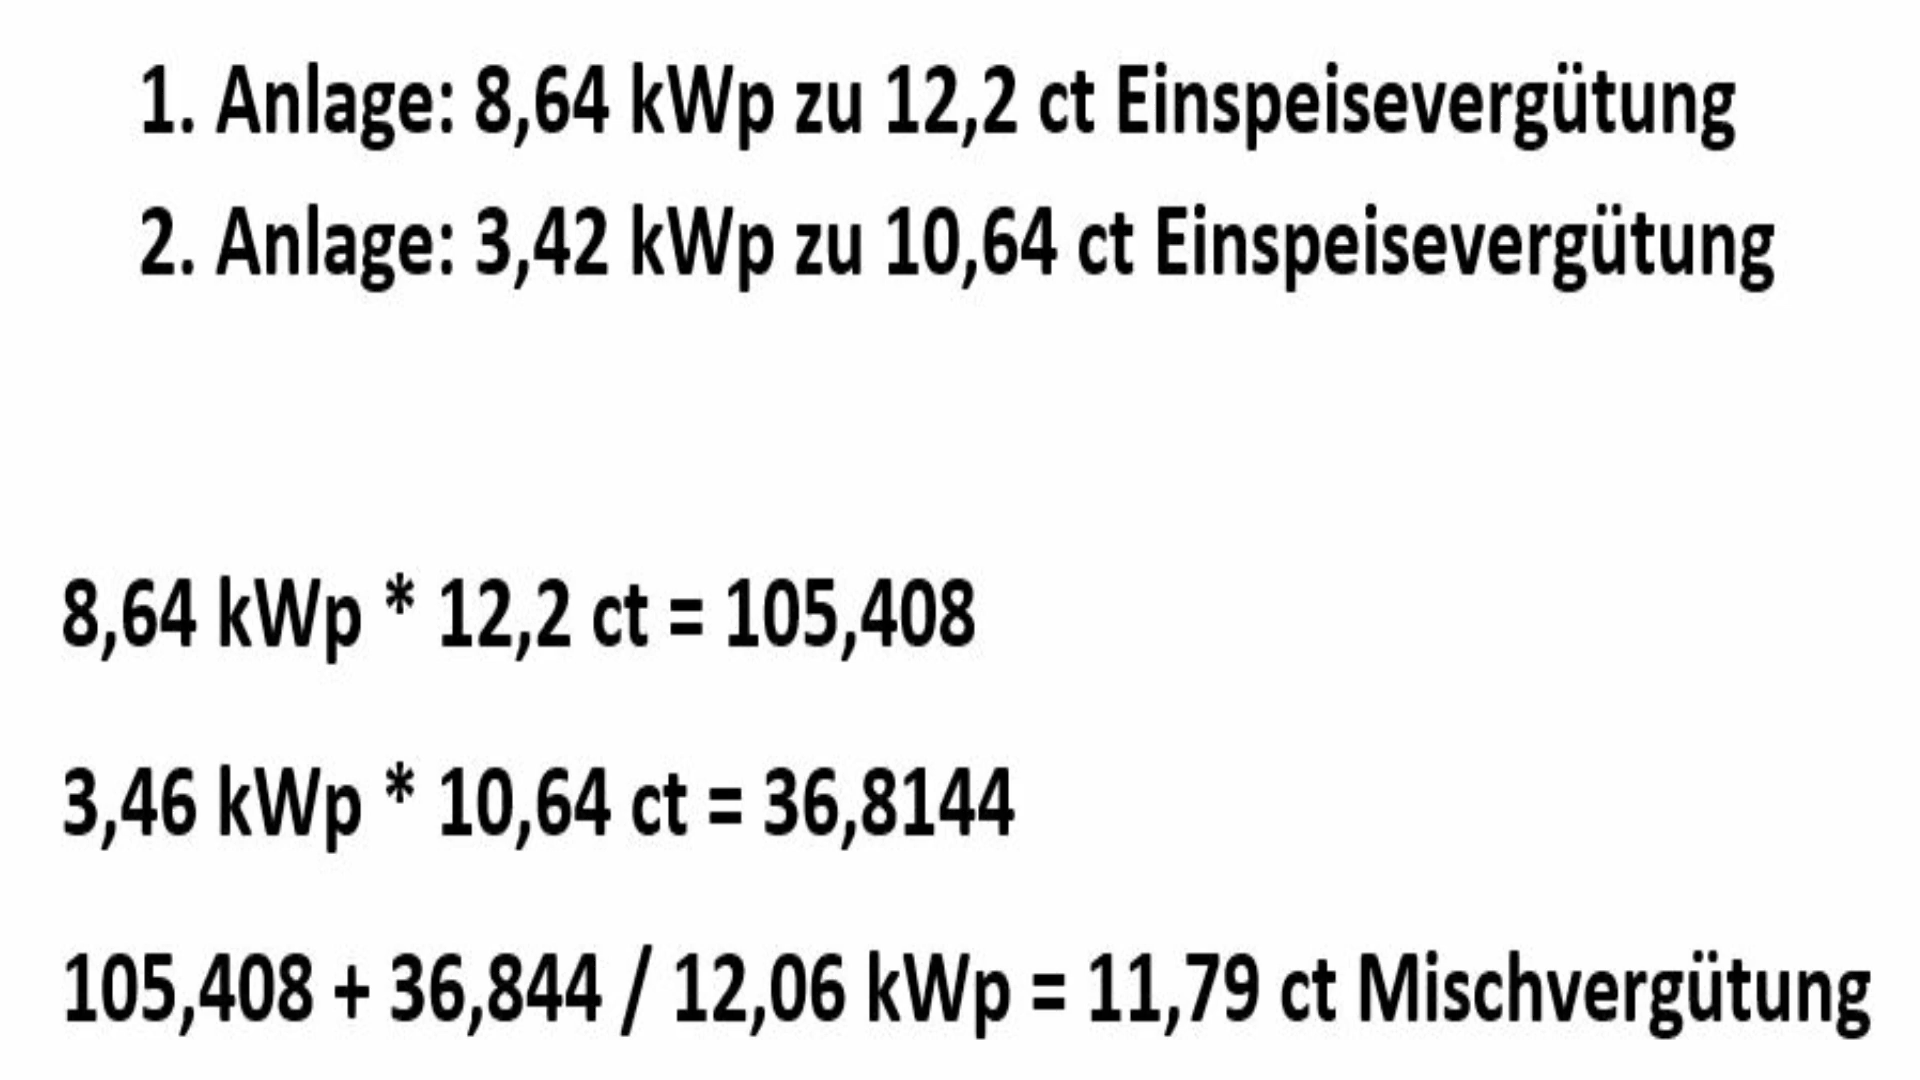 1. Anlage: 8,64 kWp zu 12,2 ct Einspeisevergütung
2. Anlage: 3,42 kWp zu 10,64 ct Einspeisevergütung
8,64 kWp * 12,2 ct = 105,408
3,46 kWp * 10,64 ct = 36,8144
105,408 + 36,844 / 12,06 kWp = 11,79 ct Mischvergütung